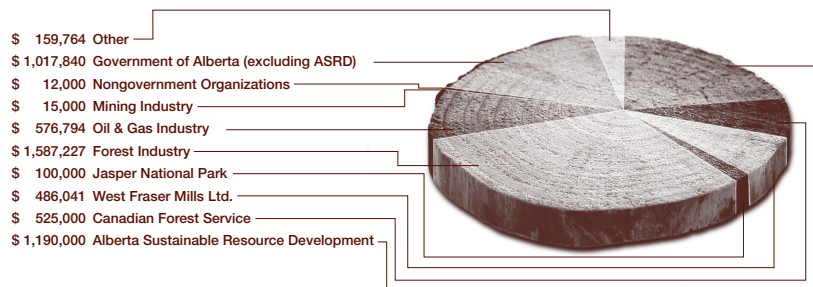 $ 159,764 Other
$ 1,017,840 Government of Alberta (excluding ASRD)
$ 12,000 Nongovernment Organizations
$ 15,000 Mining Industry
$ 576,794 Oil & Gas Industry
$ 1,587,227 Forest Industry
$ 100,000 Jasper National Park
$ 486,041 West Fraser Mills Ltd.
$ 525,000 Canadian Forest Service
$ 1,190,000 Alberta Sustainable Resource Development